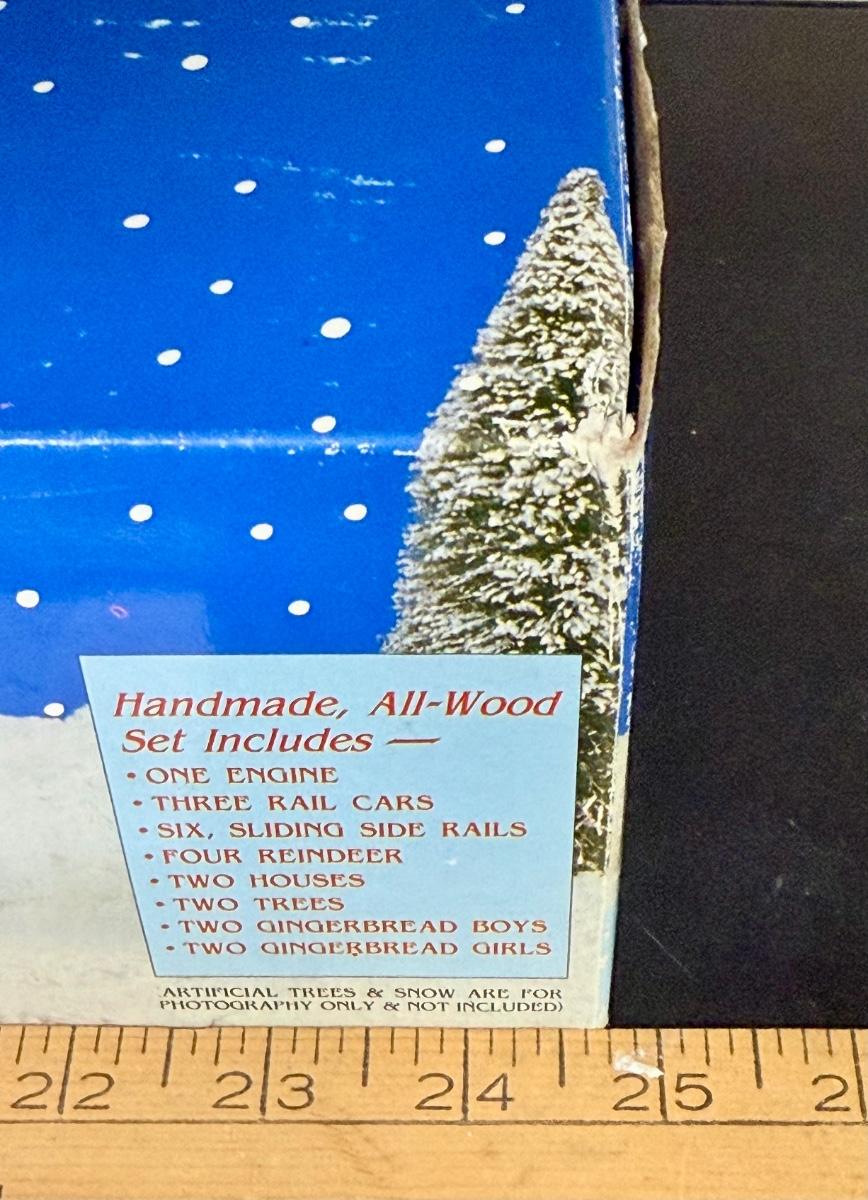 Handmade, All-Wood
Set Includes —
• ONE ENGINE
• THREE RAIL CARS
• SIX, SLIDING SIDE RAILS
• FOUR REINDEER
• TWO HOUSES
• TWO TREES
• TWO GINGERBREAD BOYS
• TWO GINGERBREAD GIRLS
ARTIFICIAL TREES & SNOW ARE FOR
PHOTOGRAPHY ONLY & NOT INCLUDED)
22 23 24 25 2